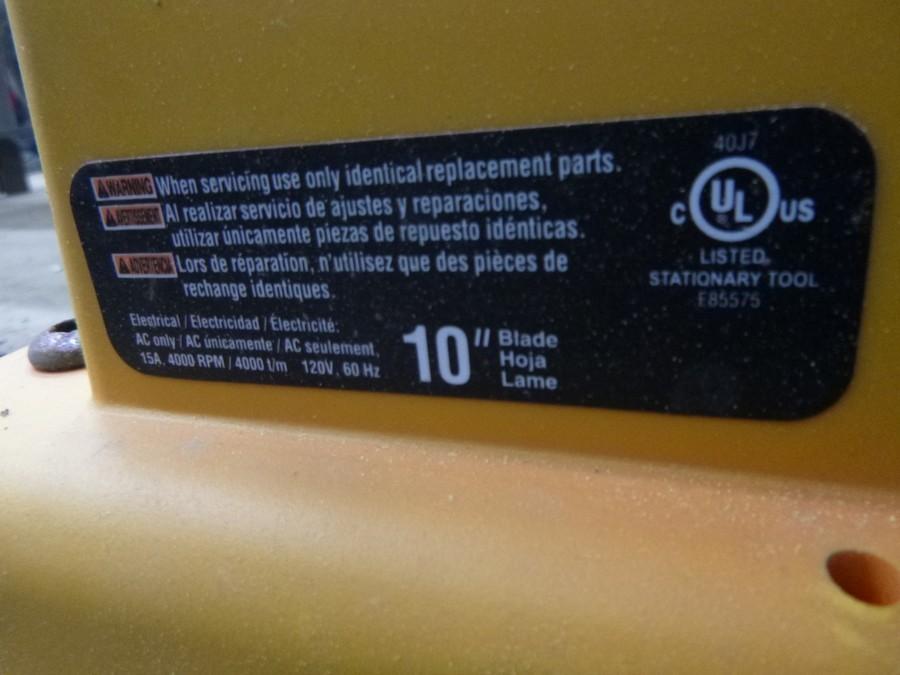 WARNING When servicing use only identical replacement parts.
AVERTISSEMENT Al realizar servicio de ajustes y reparaciones,
utilizar únicamente piezas de repuesto idénticas.
ADVERTENCIA Lors de réparation, n'utilisez que des pièces de
rechange identiques.
Electrical / Electricidad / Électricité:
AC only / AC únicamente / AC seulement,
15A, 4000 RPM / 4000 t/m 120V, 60 Hz
10" Blade
Hoja
Lame
40J7
C UL US
LISTED
STATIONARY TOOL
E85575